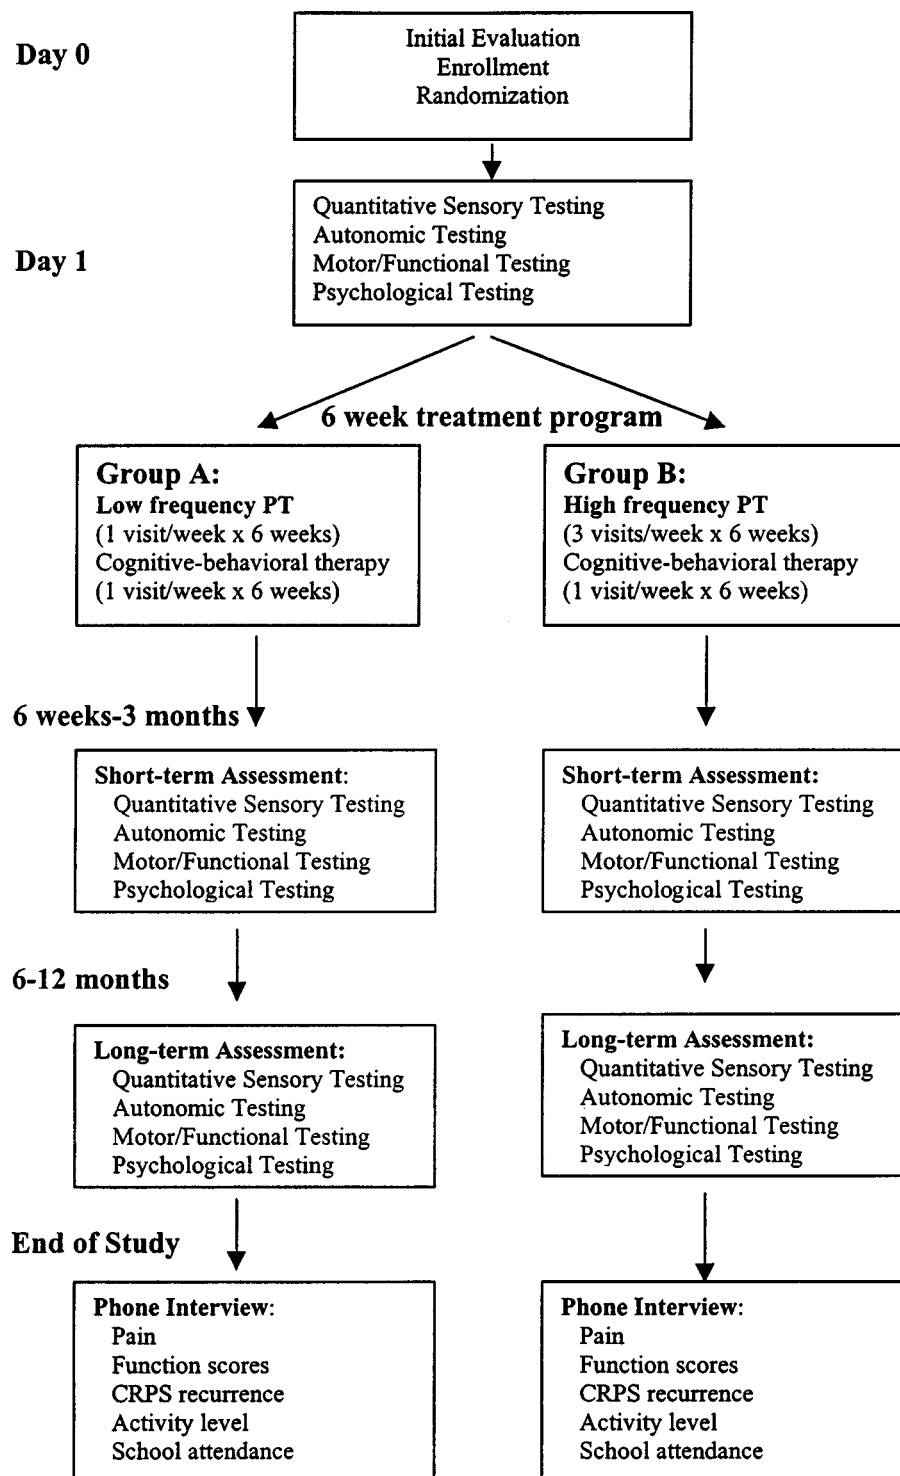 Day 0
Initial Evaluation
Enrollment
Randomization
Day 1
Quantitative Sensory Testing
Autonomic Testing
Motor/Functional Testing
Psychological Testing
6 week treatment program
Group A:
Low frequency PT
(1 visit/week x 6 weeks)
Cognitive-behavioral therapy
(1 visit/week x 6 weeks)
Group B:
High frequency PT
(3 visits/week x 6 weeks)
Cognitive-behavioral therapy
(1 visit/week x 6 weeks)
6 weeks-3 months
Short-term Assessment:
Quantitative Sensory Testing
Autonomic Testing
Motor/Functional Testing
Psychological Testing
Short-term Assessment:
Quantitative Sensory Testing
Autonomic Testing
Motor/Functional Testing
Psychological Testing
6-12 months
Long-term Assessment:
Quantitative Sensory Testing
Autonomic Testing
Motor/Functional Testing
Psychological Testing
Long-term Assessment:
Quantitative Sensory Testing
Autonomic Testing
Motor/Functional Testing
Psychological Testing
End of Study
Phone Interview:
Pain
Function scores
CRPS recurrence
Activity level
School attendance
Phone Interview:
Pain
Function scores
CRPS recurrence
Activity level
School attendance